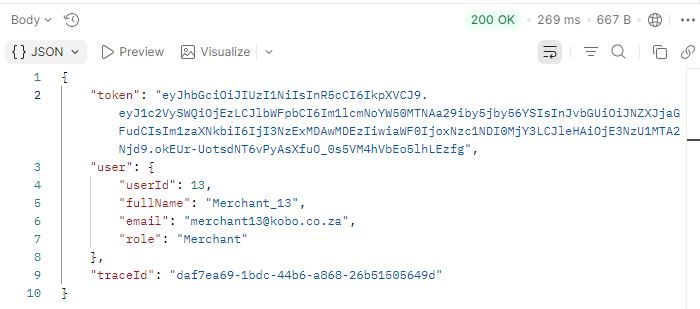 Body 200 OK • 269 ms • 667 B
{} JSON Preview Visualize
1 {
2 "token": "eyJhbGciOiJIUzI1NiIsInR5cCI6IkpXVCJ9.
eyJ1c2VySWQiOjEzLCJlbWFpbCI6Im1lcmNoYW50MTNAa29iby5jby56YSIsInJvbGUiOiJNZXJjaG
FudCIsIm1zaXNkbiI6IjI3NzExMDAwMDEzIiwiaWF0IjoxNzc1NDI0MjY3LCJleHAiOjE3NzU1MTA2
Njd9.okEUr-UotsdNT6vPyAsXfuO_0s5VM4hVbEo5lhLEzfg",
3 "user": {
4 "userId": 13,
5 "fullName": "Merchant_13",
6 "email": "merchant13@kobo.co.za",
7 "role": "Merchant"
8 },
9 "traceId": "daf7ea69-1bdc-44b6-a868-26b51505649d"
10 }